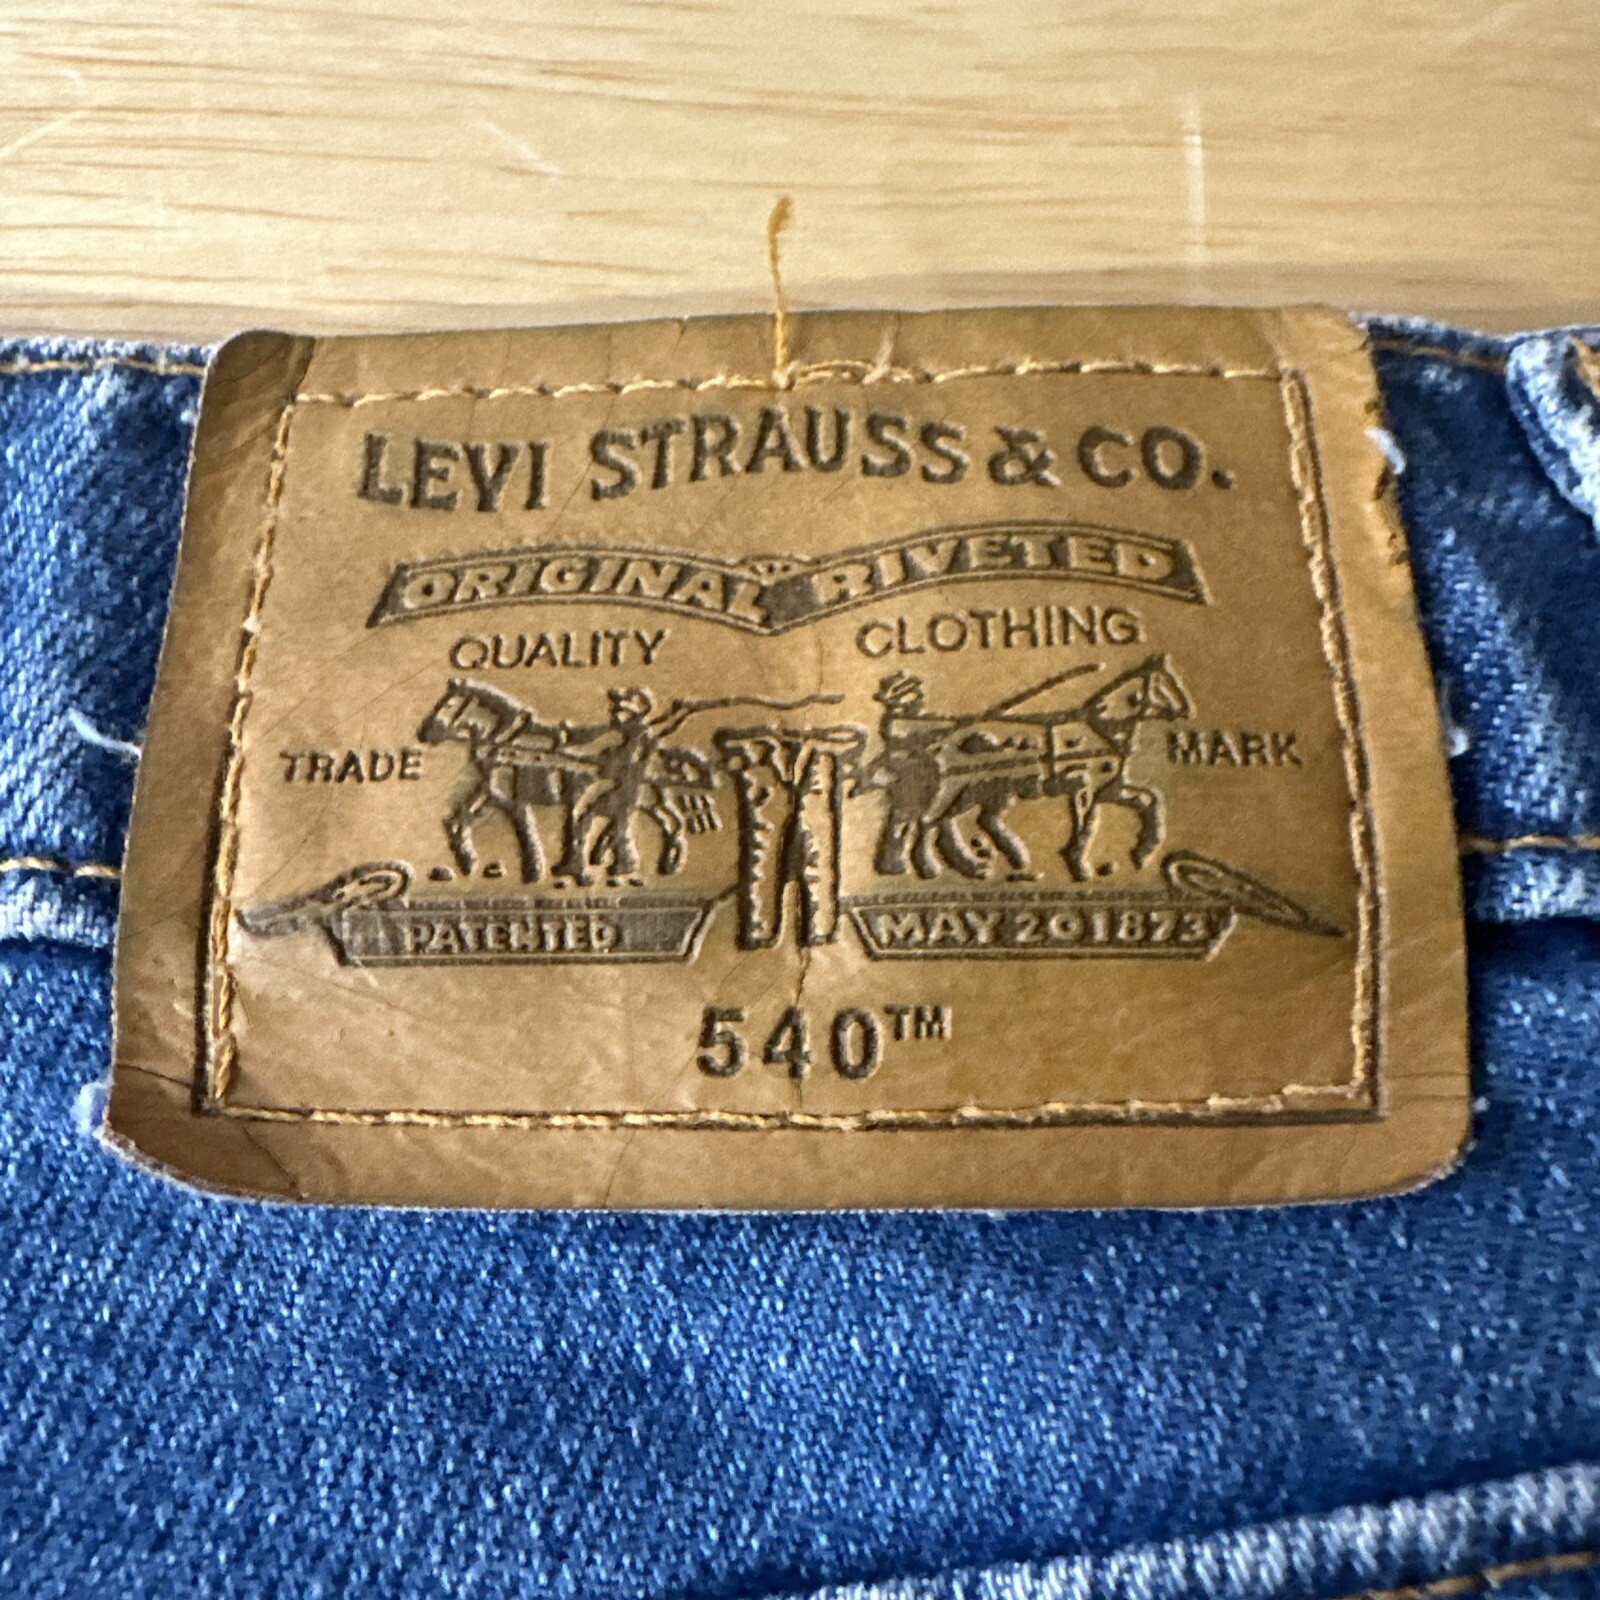 LEVI STRAUSS & CO.
ORIGINAL RIVETED
QUALITY CLOTHING
TRADE MARK
PATENTED MAY 20 1873
540™